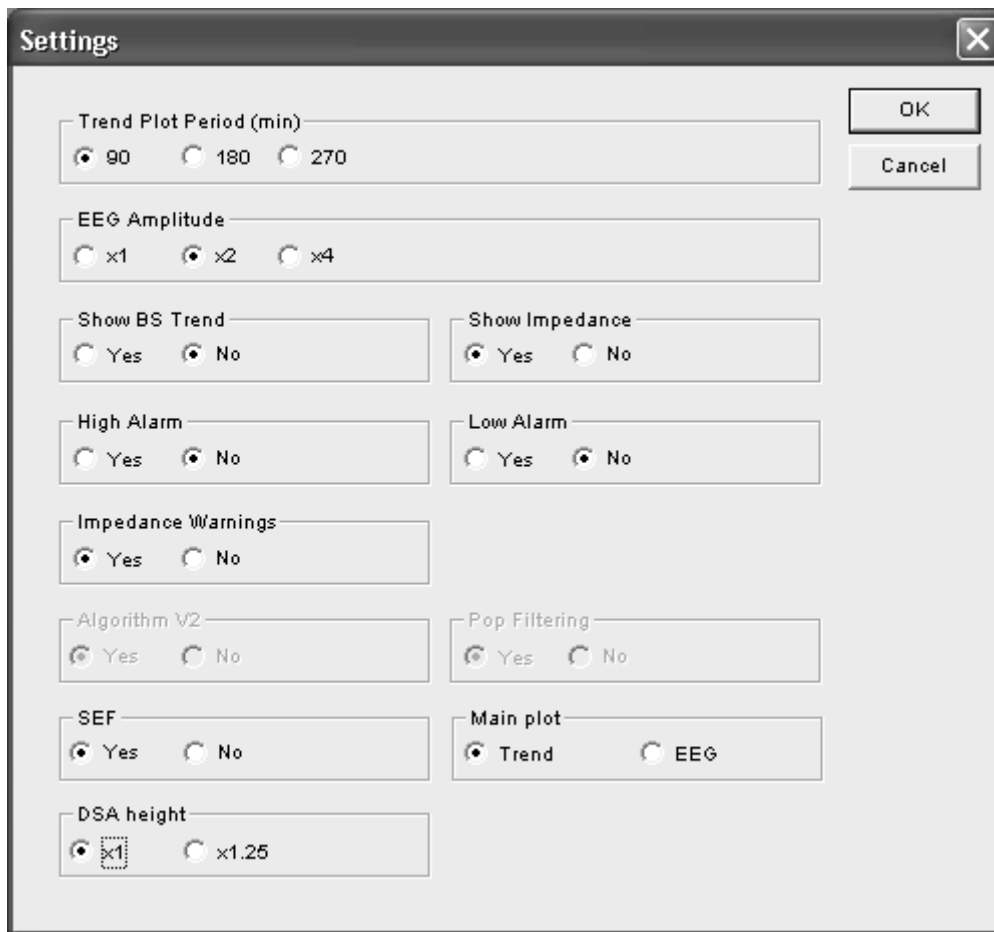 Settings
OK
Cancel
Trend Plot Period (min)
90 180 270
EEG Amplitude
x1 x2 x4
Show BS Trend
Yes No
Show Impedance
Yes No
High Alarm
Yes No
Low Alarm
Yes No
Impedance Warnings
Yes No
Algorithm V2
Yes No
Pop Filtering
Yes No
SEF
Yes No
Main plot
Trend EEG
DSA height
x1 x1.25